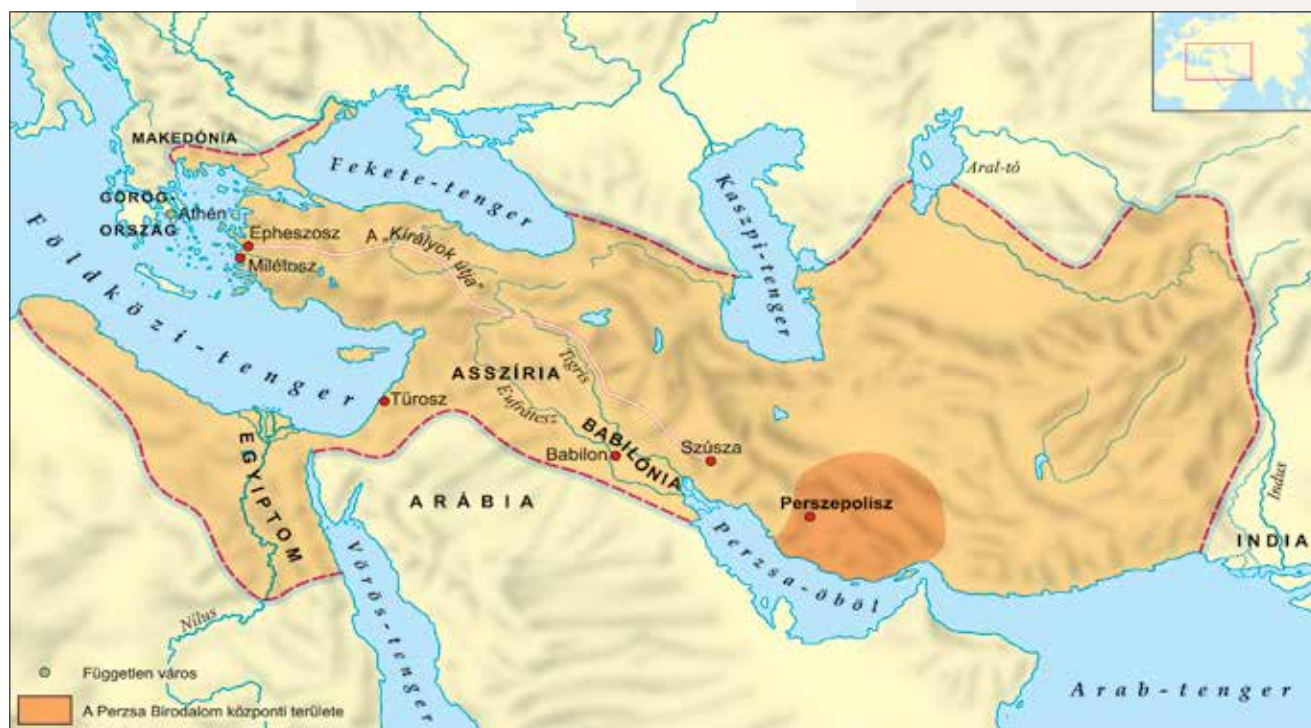 MAKEDÓNIA
Fekete-tenger
Kaszpi-tenger
Aral-tó
GÖRÖG-
ORSZÁG
Athén
Epheszosz
Milétosz
A „Királyok útja”
Földközi-tenger
ASSZÍRIA
Tigris
Eufrátesz
Türosz
BABILÓNIA
Babilon
Szúsza
EGYIPTOM
ARÁBIA
Perszepolisz
Perzsa-öböl
Indus
INDIA
Vörös-tenger
Nílus
Arab-tenger
Független város
A Perzsa Birodalom központi területe